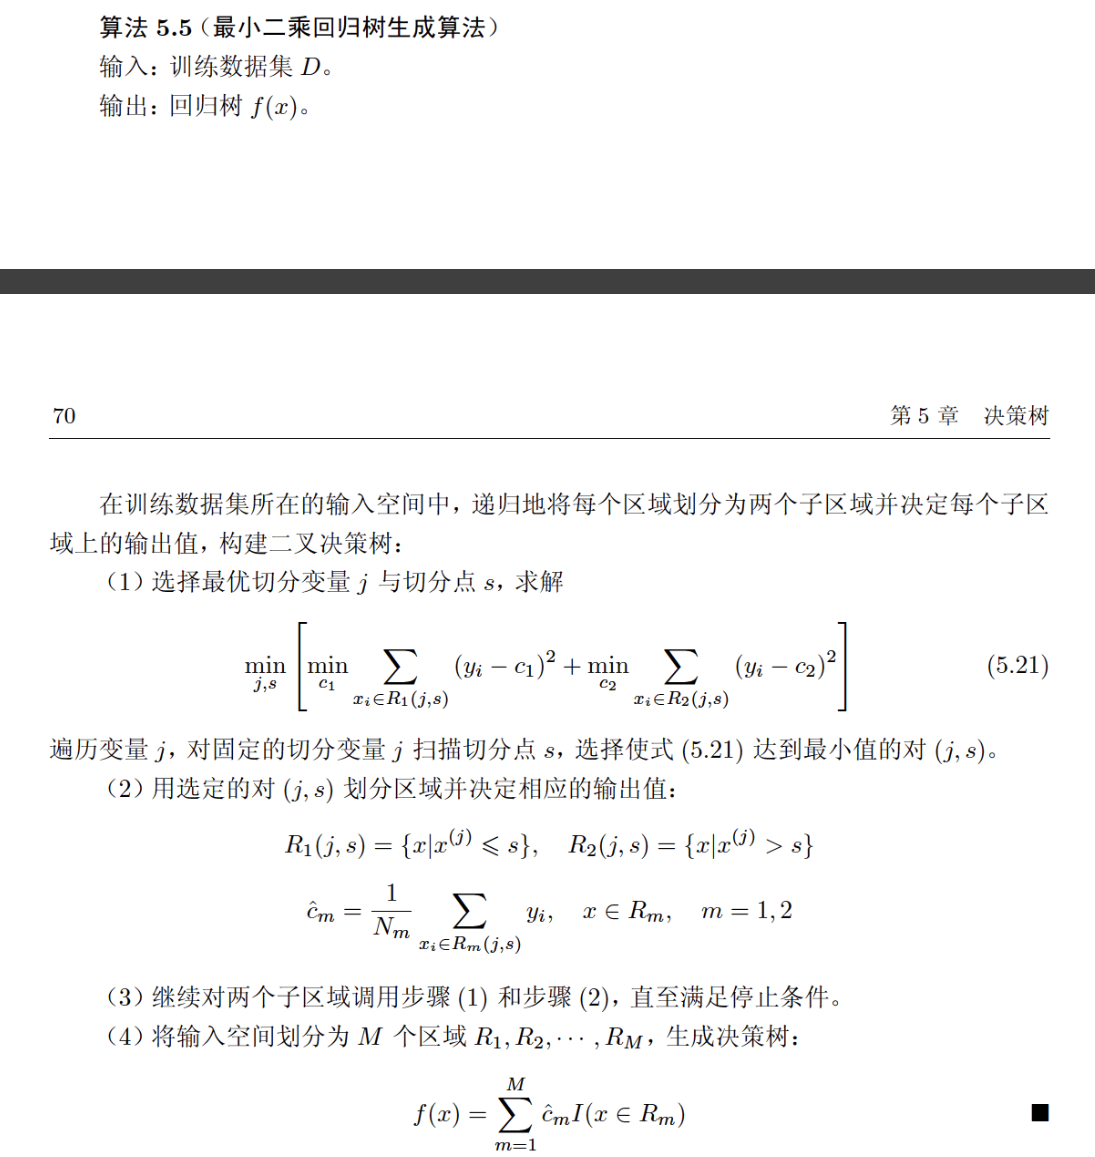 算法 5.5（最小二乘回归树生成算法）
输入：训练数据集 D。
输出：回归树 f(x)。
70 第 5 章 决策树
在训练数据集所在的输入空间中，递归地将每个区域划分为两个子区域并决定每个子区
域上的输出值，构建二叉决策树：
（1）选择最优切分变量 j 与切分点 s，求解
$$\min_{j,s}\left[\min_{c_1}\sum_{x_i\in R_1(j,s)}(y_i-c_1)^2+\min_{c_2}\sum_{x_i\in R_2(j,s)}(y_i-c_2)^2\right]$$ (5.21)
遍历变量 j，对固定的切分变量 j 扫描切分点 s，选择使式 (5.21) 达到最小值的对 (j, s)。
（2）用选定的对 (j, s) 划分区域并决定相应的输出值：
$$R_1(j,s)=\{x|x^{(j)}\leqslant s\},\quad R_2(j,s)=\{x|x^{(j)}>s\}$$
$$\hat{c}_m=\frac{1}{N_m}\sum_{x_i\in R_m(j,s)}y_i,\quad x\in R_m,\quad m=1,2$$
（3）继续对两个子区域调用步骤 (1) 和步骤 (2)，直至满足停止条件。
（4）将输入空间划分为 M 个区域 R₁, R₂, ··· , R_M，生成决策树：
$$f(x)=\sum_{m=1}^{M}\hat{c}_m I(x\in R_m)$$ ■